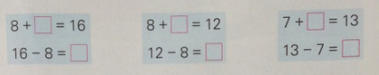 8 + □ = 16
16 − 8 = □
8 + □ = 12
12 − 8 = □
7 + □ = 13
13 − 7 = □